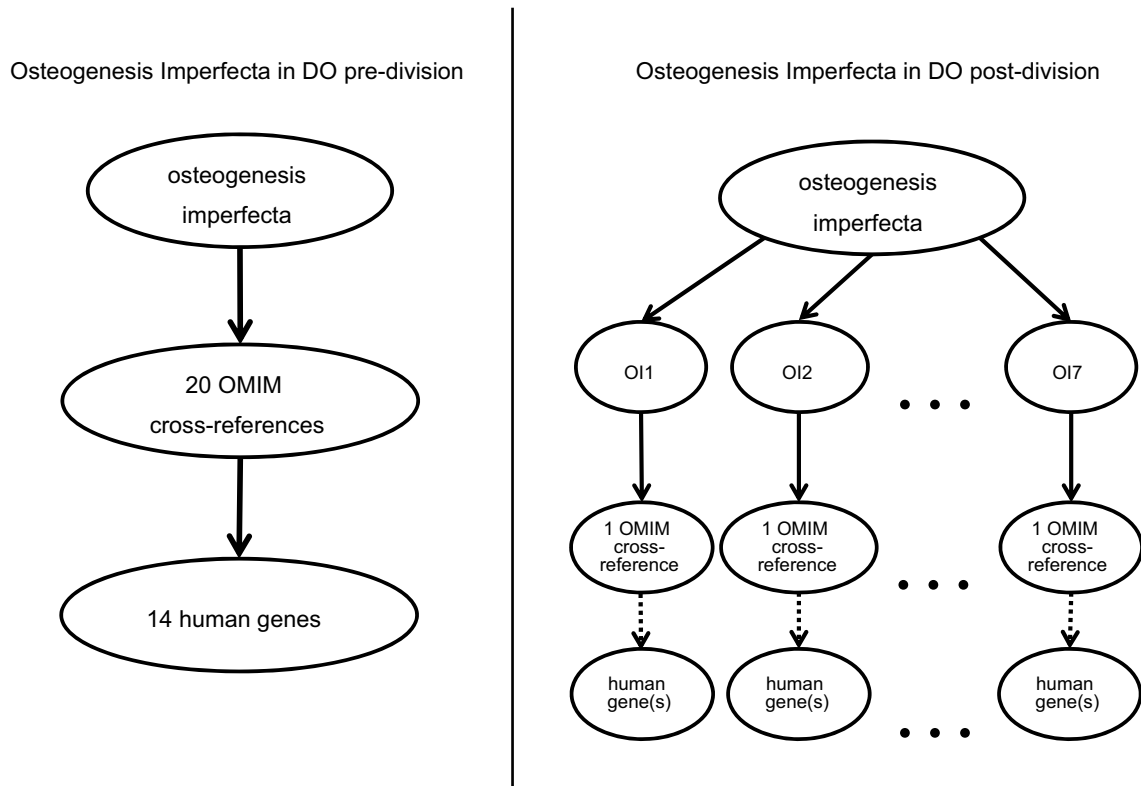 Osteogenesis Imperfecta in DO pre-division
osteogenesis
imperfecta
20 OMIM
cross-references
14 human genes
Osteogenesis Imperfecta in DO post-division
osteogenesis
imperfecta
OI1
OI2
OI7
1 OMIM
cross-
reference
1 OMIM
cross-
reference
1 OMIM
cross-
reference
human
gene(s)
human
gene(s)
human
gene(s)